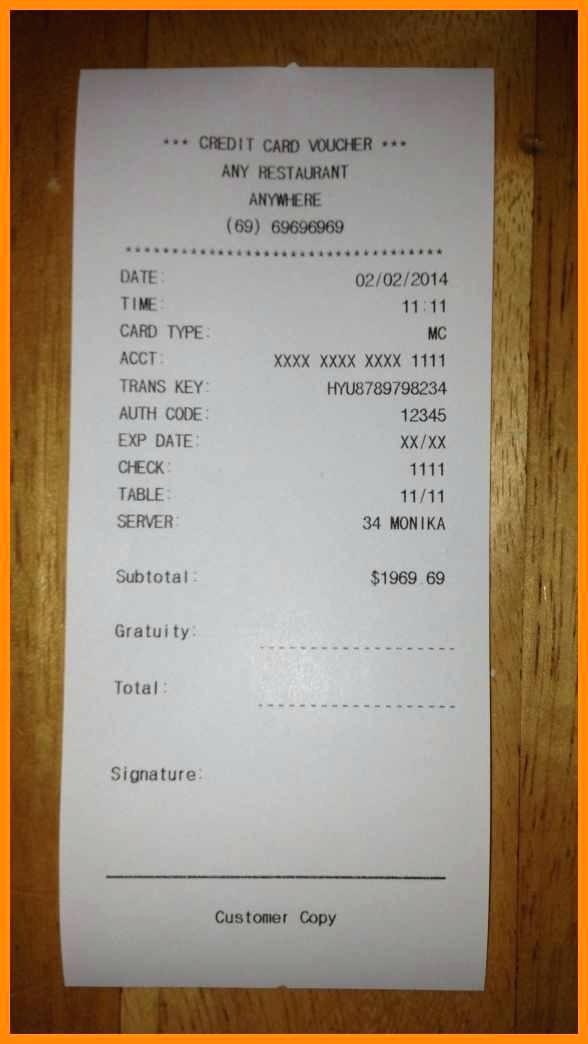 *** CREDIT CARD VOUCHER ***
ANY RESTAURANT
ANYWHERE
(69) 69696969
***********************************
DATE: 02/02/2014
TIME: 11:11
CARD TYPE: MC
ACCT: XXXX XXXX XXXX 1111
TRANS KEY: HYU8789798234
AUTH CODE: 12345
EXP DATE: XX/XX
CHECK: 1111
TABLE: 11/11
SERVER: 34 MONIKA
Subtotal: $1969.69
Gratuity:
Total:
Signature:
Customer Copy